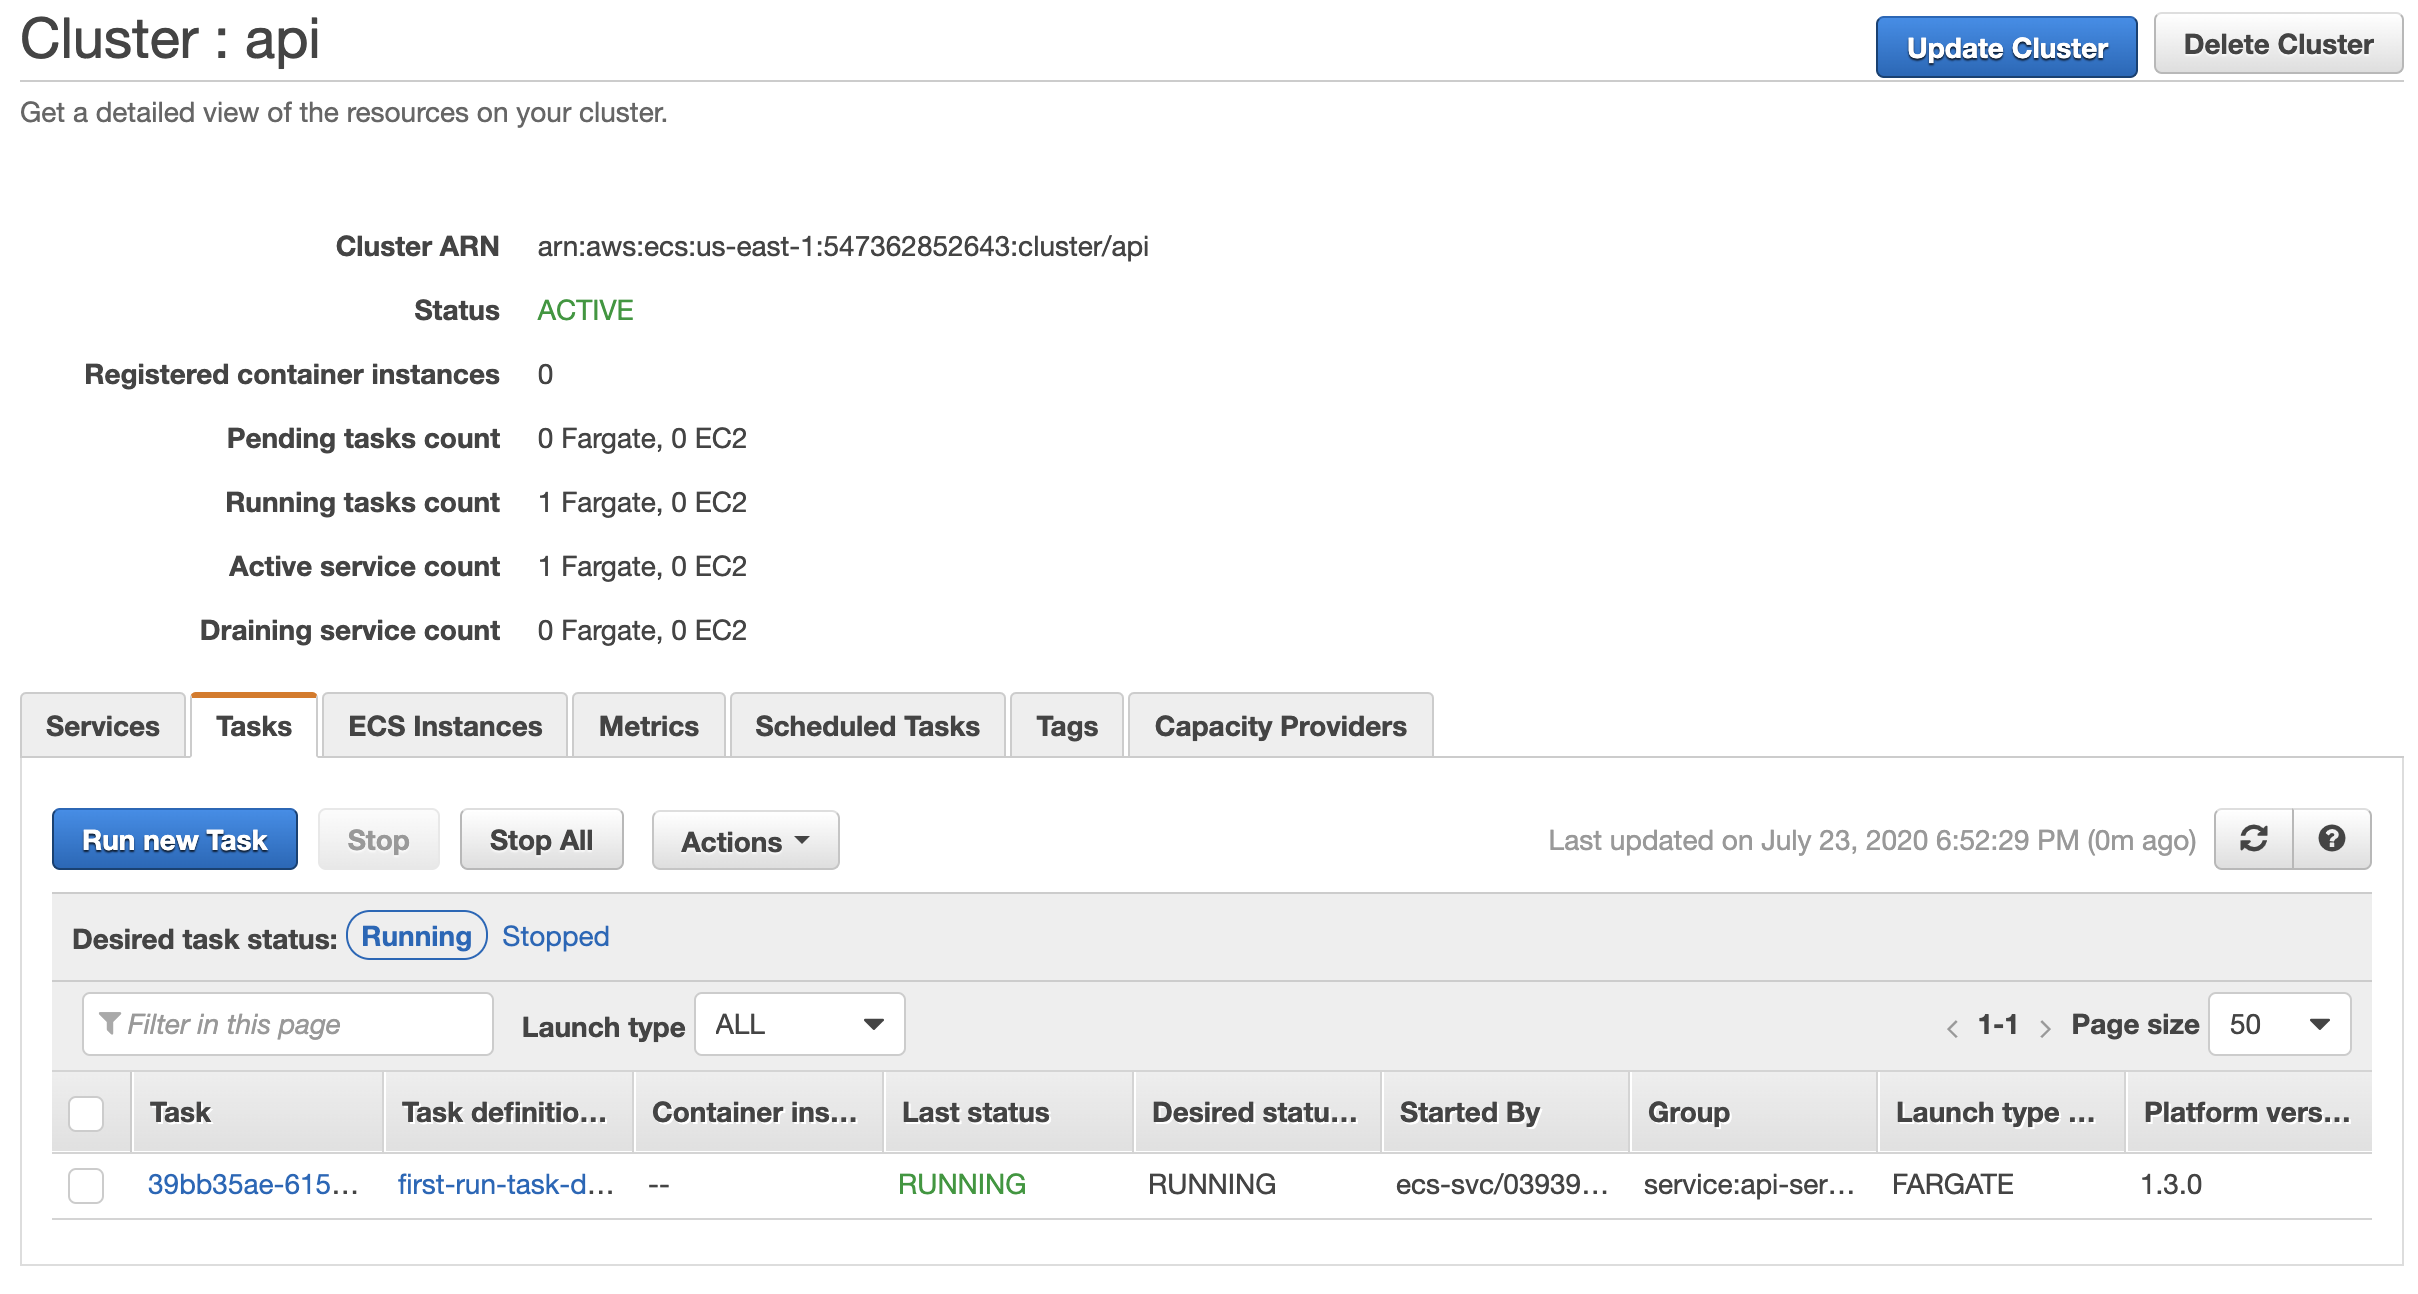 Cluster : api
Update Cluster
Delete Cluster
Get a detailed view of the resources on your cluster.
Cluster ARN arn:aws:ecs:us-east-1:547362852643:cluster/api
Status ACTIVE
Registered container instances 0
Pending tasks count 0 Fargate, 0 EC2
Running tasks count 1 Fargate, 0 EC2
Active service count 1 Fargate, 0 EC2
Draining service count 0 Fargate, 0 EC2
Services Tasks ECS Instances Metrics Scheduled Tasks Tags Capacity Providers
Run new Task Stop Stop All Actions Last updated on July 23, 2020 6:52:29 PM (0m ago)
Desired task status: Running Stopped
Filter in this page Launch type ALL < 1-1 > Page size 50
Task Task definitio... Container ins... Last status Desired statu... Started By Group Launch type ... Platform vers...
39bb35ae-615... first-run-task-d... -- RUNNING RUNNING ecs-svc/03939... service:api-ser... FARGATE 1.3.0